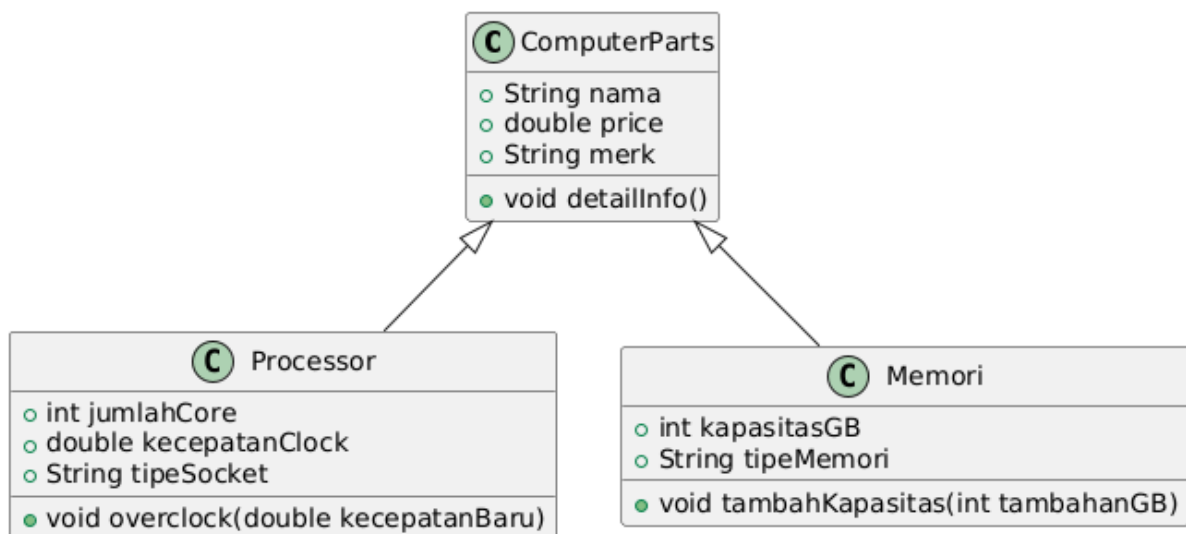 C ComputerParts
String nama
double price
String merk
void detailInfo()
C Processor
int jumlahCore
double kecepatanClock
String tipeSocket
void overclock(double kecepatanBaru)
C Memori
int kapasitasGB
String tipeMemori
void tambahKapasitas(int tambahanGB)